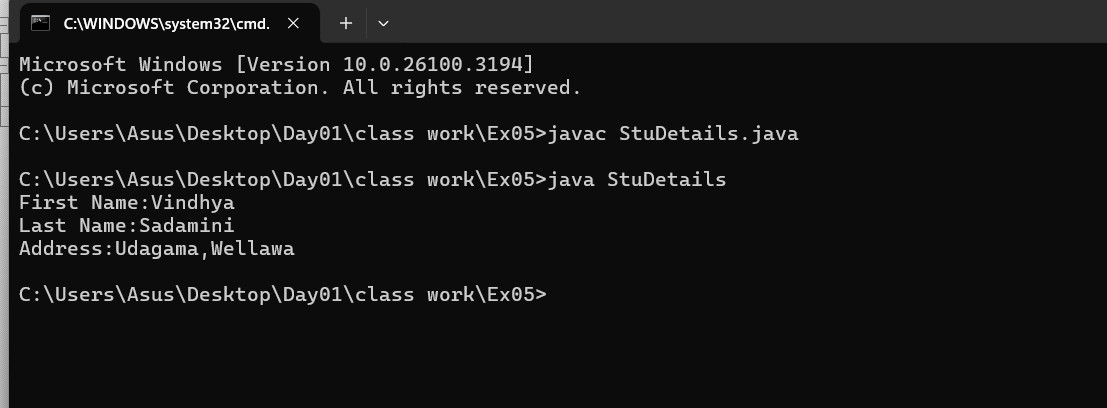 C:\WINDOWS\system32\cmd.
Microsoft Windows [Version 10.0.26100.3194]
(c) Microsoft Corporation. All rights reserved.
C:\Users\Asus\Desktop\Day01\class work\Ex05>javac StuDetails.java
C:\Users\Asus\Desktop\Day01\class work\Ex05>java StuDetails
First Name:Vindhya
Last Name:Sadamini
Address:Udagama,Wellawa
C:\Users\Asus\Desktop\Day01\class work\Ex05>